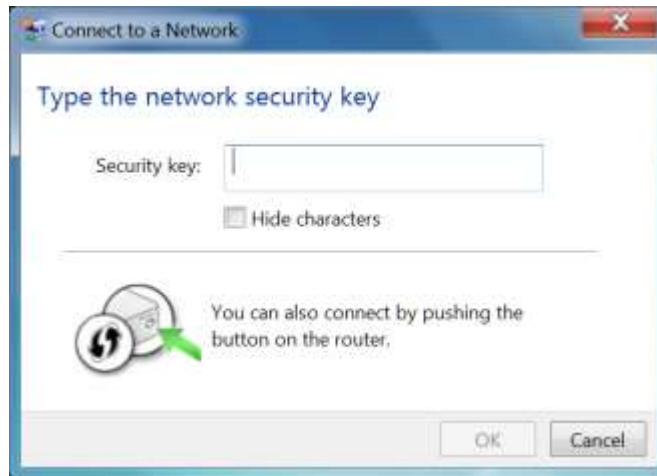 Connect to a Network
Type the network security key
Security key:
Hide characters
You can also connect by pushing the
button on the router.
OK
Cancel